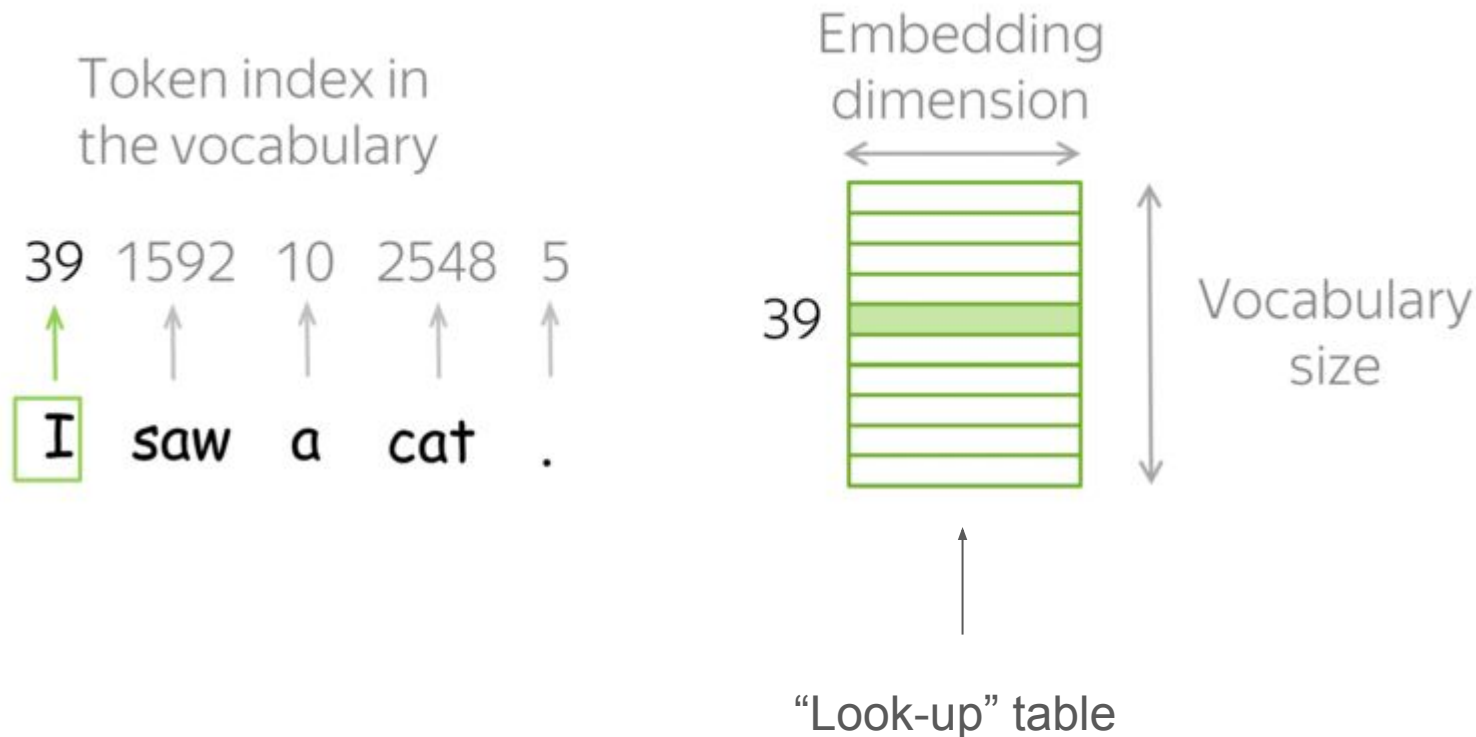 Token index in
the vocabulary
39 1592 10 2548 5
I saw a cat .
Embedding
dimension
39
Vocabulary
size
“Look-up” table